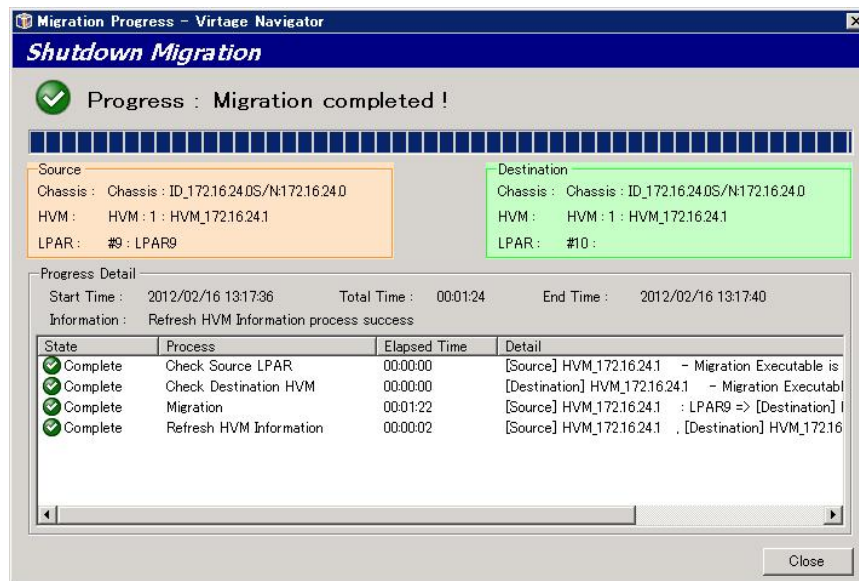 Migration Progress - Virtage Navigator
Shutdown Migration
Progress : Migration completed !
Source
Chassis : Chassis : ID_172.16.24.0S/N:172.16.24.0
HVM : HVM : 1 : HVM_172.16.24.1
LPAR : #9 : LPAR9
Destination
Chassis : Chassis : ID_172.16.24.0S/N:172.16.24.0
HVM : HVM : 1 : HVM_172.16.24.1
LPAR : #10 :
Progress Detail
Start Time : 2012/02/16 13:17:36 Total Time : 00:01:24 End Time : 2012/02/16 13:17:40
Information : Refresh HVM Information process success
State Process Elapsed Time Detail
Complete Check Source LPAR 00:00:00 [Source] HVM_172.16.24.1 - Migration Executable is
Complete Check Destination HVM 00:00:00 [Destination] HVM_172.16.24.1 - Migration Executabl
Complete Migration 00:01:22 [Source] HVM_172.16.24.1 : LPAR9 => [Destination]
Complete Refresh HVM Information 00:00:02 [Source] HVM_172.16.24.1 , [Destination] HVM_172.16
Close